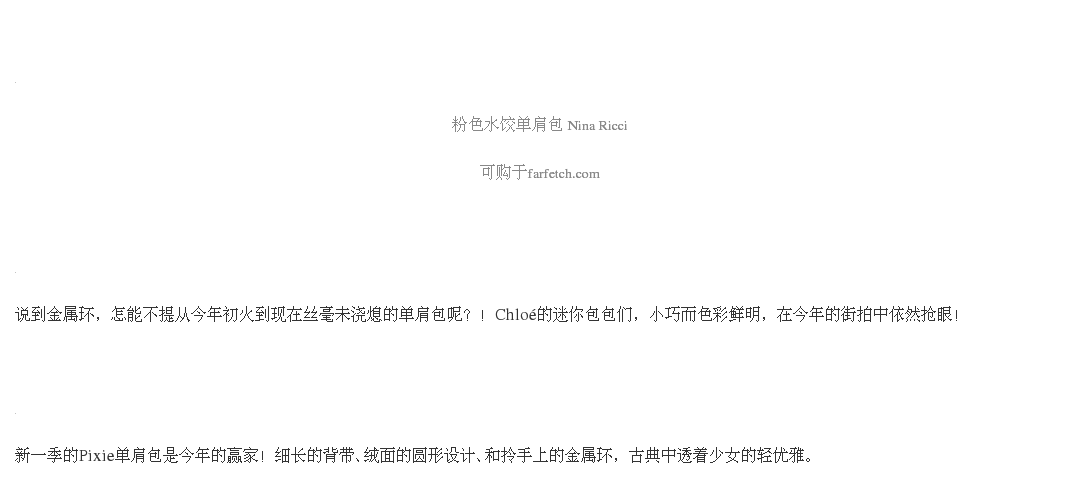 粉色水饺单肩包 Nina Ricci
可购于farfetch.com
说到金属环，怎能不提从今年初火到现在丝毫未浇熄的单肩包呢？！Chloé的迷你包包们，小巧而色彩鲜明，在今年的街拍中依然抢眼！
新一季的Pixie单肩包是今年的赢家！细长的背带、绒面的圆形设计、和拎手上的金属环，古典中透着少女的轻优雅。